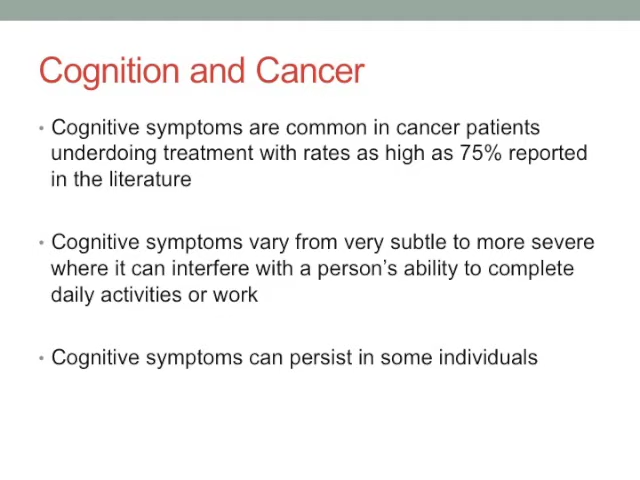 Cognition and Cancer
• Cognitive symptoms are common in cancer patients
underdoing treatment with rates as high as 75% reported
in the literature
• Cognitive symptoms vary from very subtle to more severe
where it can interfere with a person's ability to complete
daily activities or work
• Cognitive symptoms can persist in some individuals